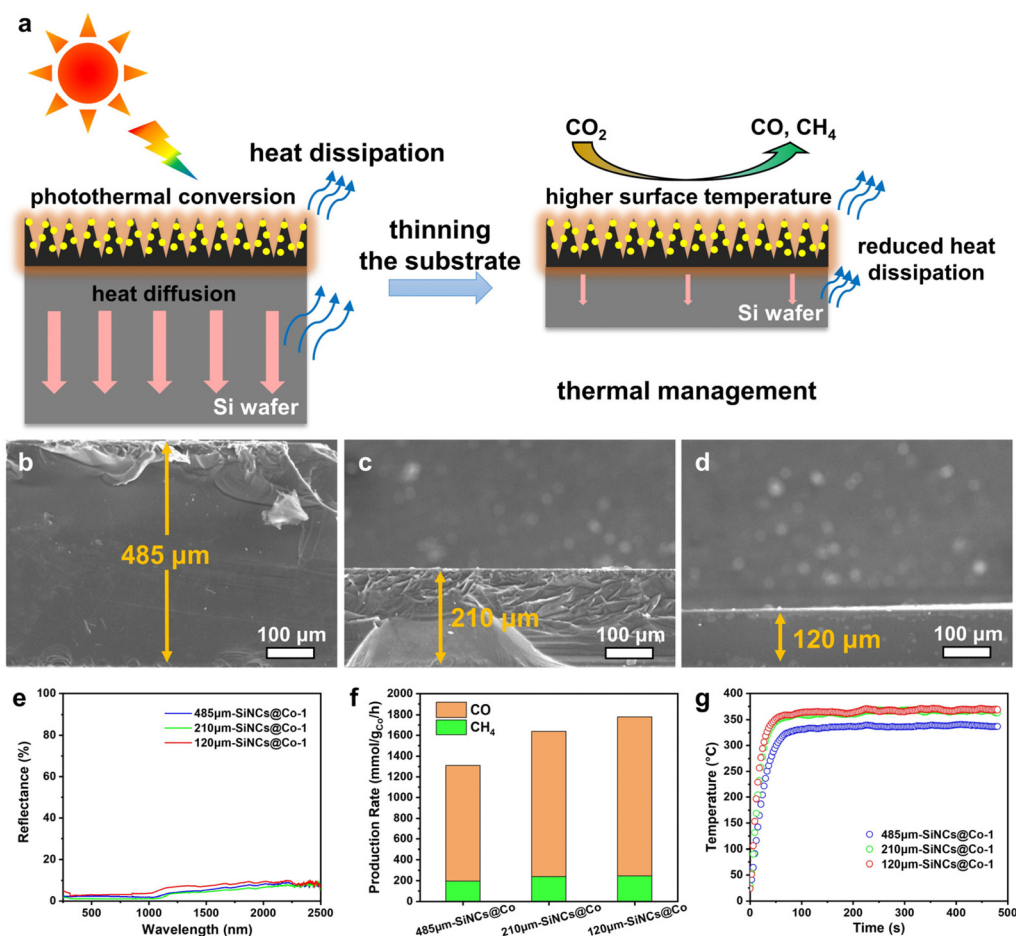 a
CO₂
CO, CH₄
heat dissipation
photothermal conversion
higher surface temperature
thinning
the substrate
reduced heat
dissipation
heat diffusion
Si wafer
Si wafer
thermal management
b
485 µm
100 µm
c
210 µm
100 µm
d
120 µm
100 µm
e
Reflectance (%)
100
80
60
40
20
0
485µm-SiNCs@Co-1
210µm-SiNCs@Co-1
120µm-SiNCs@Co-1
500
1000
1500
2000
2500
Wavelength (nm)
f
Production Rate (mmol/gCo/h)
2000
1800
1600
1400
1200
1000
800
600
400
200
0
CO
CH₄
485µm-SiNCs@Co
210µm-SiNCs@Co
120µm-SiNCs@Co
g
Temperature (°C)
400
350
300
250
200
150
100
50
0
485µm-SiNCs@Co-1
210µm-SiNCs@Co-1
120µm-SiNCs@Co-1
0
100
200
300
400
500
Time (s)